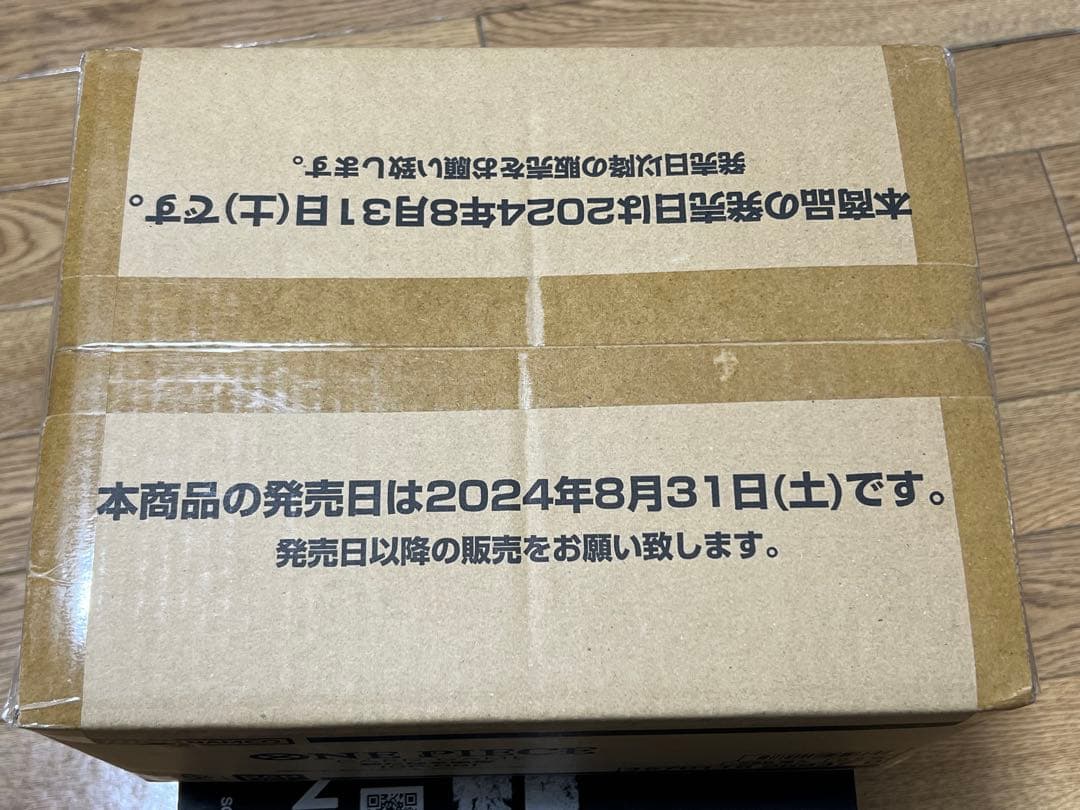 発売日以降の販売をお願い致します。
本商品の発売日は2024年8月31日(土)です。
本商品の発売日は2024年8月31日(土)です。
発売日以降の販売をお願い致します。
ONE PIECE